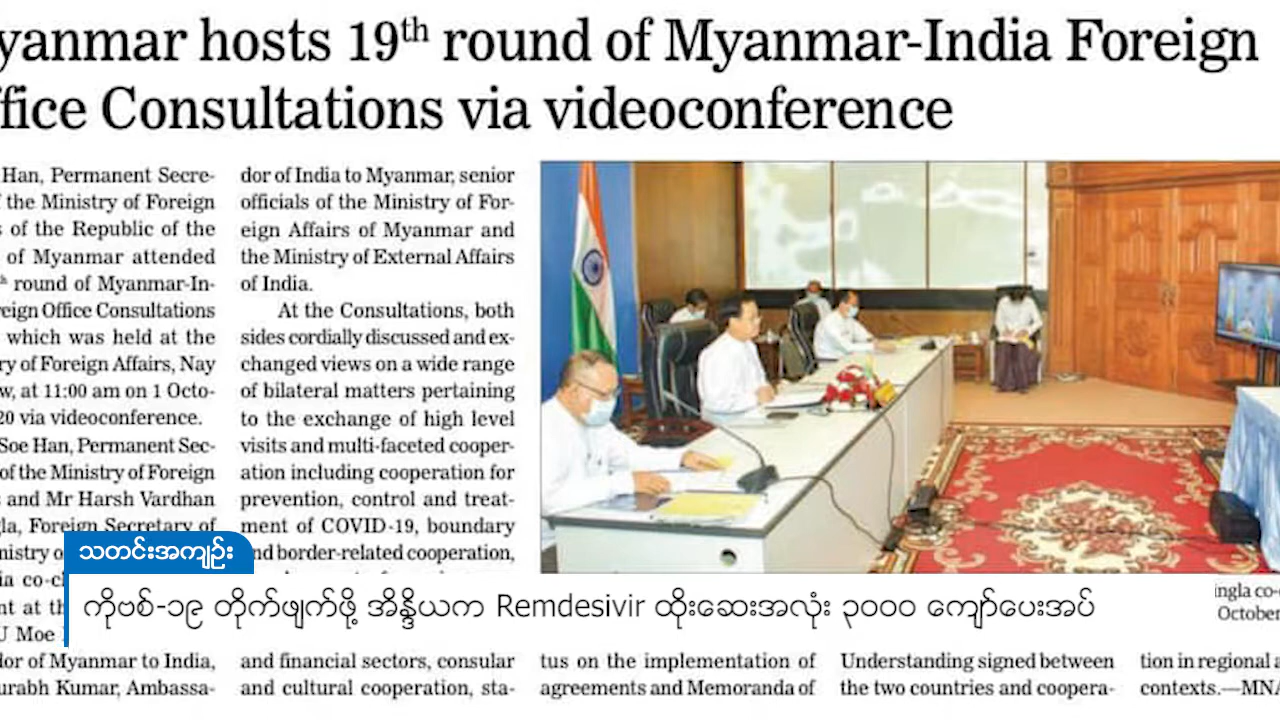 yanmar hosts 19th round of Myanmar-India Foreign
ffice Consultations via videoconference
Han, Permanent Secre-
the Ministry of Foreign
s of the Republic of the
of Myanmar attended
th round of Myanmar-In-
eign Office Consultations
which was held at the
ry of Foreign Affairs, Nay
w, at 11:00 am on 1 Octo-
20 via videoconference.
Soe Han, Permanent Sec-
of the Ministry of Foreign
and Mr Harsh Vardhan
gla, Foreign Secretary of
nistry o
ia co-c
nt at th
U Moe
dor of Myanmar to India,
urabh Kumar, Ambassa-
dor of India to Myanmar, senior
officials of the Ministry of For-
eign Affairs of Myanmar and
the Ministry of External Affairs
of India.
At the Consultations, both
sides cordially discussed and ex-
changed views on a wide range
of bilateral matters pertaining
to the exchange of high level
visits and multi-faceted cooper-
ation including cooperation for
prevention, control and treat-
ment of COVID-19, boundary
nd border-related cooperation,
and financial sectors, consular
and cultural cooperation, sta-
tus on the implementation of
agreements and Memoranda of
Understanding signed between
the two countries and coopera-
tion in regional a
contexts.—MNA
ingla co-
October
သတင်းအကျဉ်း
ကိုဗစ်-၁၉ တိုက်ဖျက်ဖို့ အိန္ဒိယက Remdesivir ထိုးဆေးအလုံး ၃၀၀၀ ကျော်ပေးအပ်